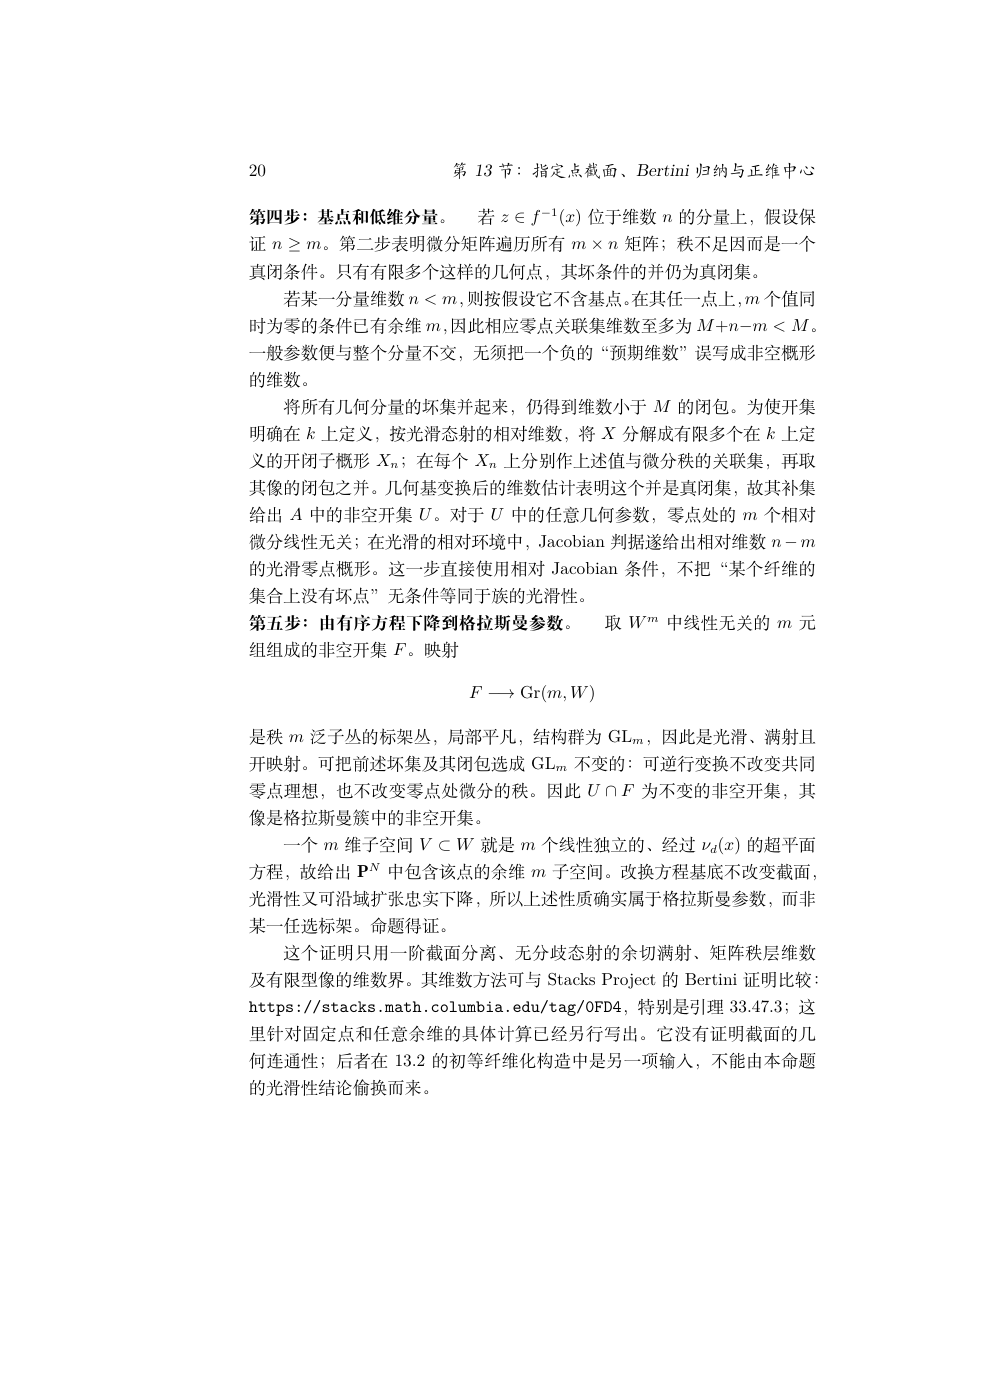 20 第 13 节：指定点截面、Bertini 归纳与正维中心
第四步：基点和低维分量。 若 z ∈ f⁻¹(x) 位于维数 n 的分量上，假设保
证 n ≥ m。第二步表明微分矩阵遍历所有 m × n 矩阵；秩不足因而是一个
真闭条件。只有有限多个这样的几何点，其坏条件的并仍为真闭集。
若某一分量维数 n < m，则按假设它不含基点。在其任一点上，m 个值同
时为零的条件已有余维 m，因此相应零点关联集维数至多为 M+n−m < M。
一般参数便与整个分量不交，无须把一个负的“预期维数”误写成非空概形
的维数。
将所有几何分量的坏集并起来，仍得到维数小于 M 的闭包。为使开集
明确在 k 上定义，按光滑态射的相对维数，将 X 分解成有限多个在 k 上定
义的开闭子概形 Xₙ；在每个 Xₙ 上分别作上述值与微分秩的关联集，再取
其像的闭包之并。几何基变换后的维数估计表明这个并是真闭集，故其补集
给出 A 中的非空开集 U。对于 U 中的任意几何参数，零点处的 m 个相对
微分线性无关；在光滑的相对环境中，Jacobian 判据遂给出相对维数 n − m
的光滑零点概形。这一步直接使用相对 Jacobian 条件，不把“某个纤维的
集合上没有坏点”无条件等同于族的光滑性。
第五步：由有序方程下降到格拉斯曼参数。 取 Wᵐ 中线性无关的 m 元
组组成的非空开集 F。映射
F ⟶ Gr(m, W)
是秩 m 泛子丛的标架丛，局部平凡，结构群为 GLₘ，因此是光滑、满射且
开映射。可把前述坏集及其闭包选成 GLₘ 不变的：可逆行变换不改变共同
零点理想，也不改变零点处微分的秩。因此 U ∩ F 为不变的非空开集，其
像是格拉斯曼簇中的非空开集。
一个 m 维子空间 V ⊂ W 就是 m 个线性独立的、经过 ν_d(x) 的超平面
方程，故给出 Pᴺ 中包含该点的余维 m 子空间。改换方程基底不改变截面，
光滑性又可沿域扩张忠实下降，所以上述性质确实属于格拉斯曼参数，而非
某一任选标架。命题得证。
这个证明只用一阶截面分离、无分歧态射的余切满射、矩阵秩层维数
及有限型像的维数界。其维数方法可与 Stacks Project 的 Bertini 证明比较：
https://stacks.math.columbia.edu/tag/0FD4，特别是引理 33.47.3；这
里针对固定点和任意余维的具体计算已经另行写出。它没有证明截面的几
何连通性；后者在 13.2 的初等纤维化构造中是另一项输入，不能由本命题
的光滑性结论偷换而来。